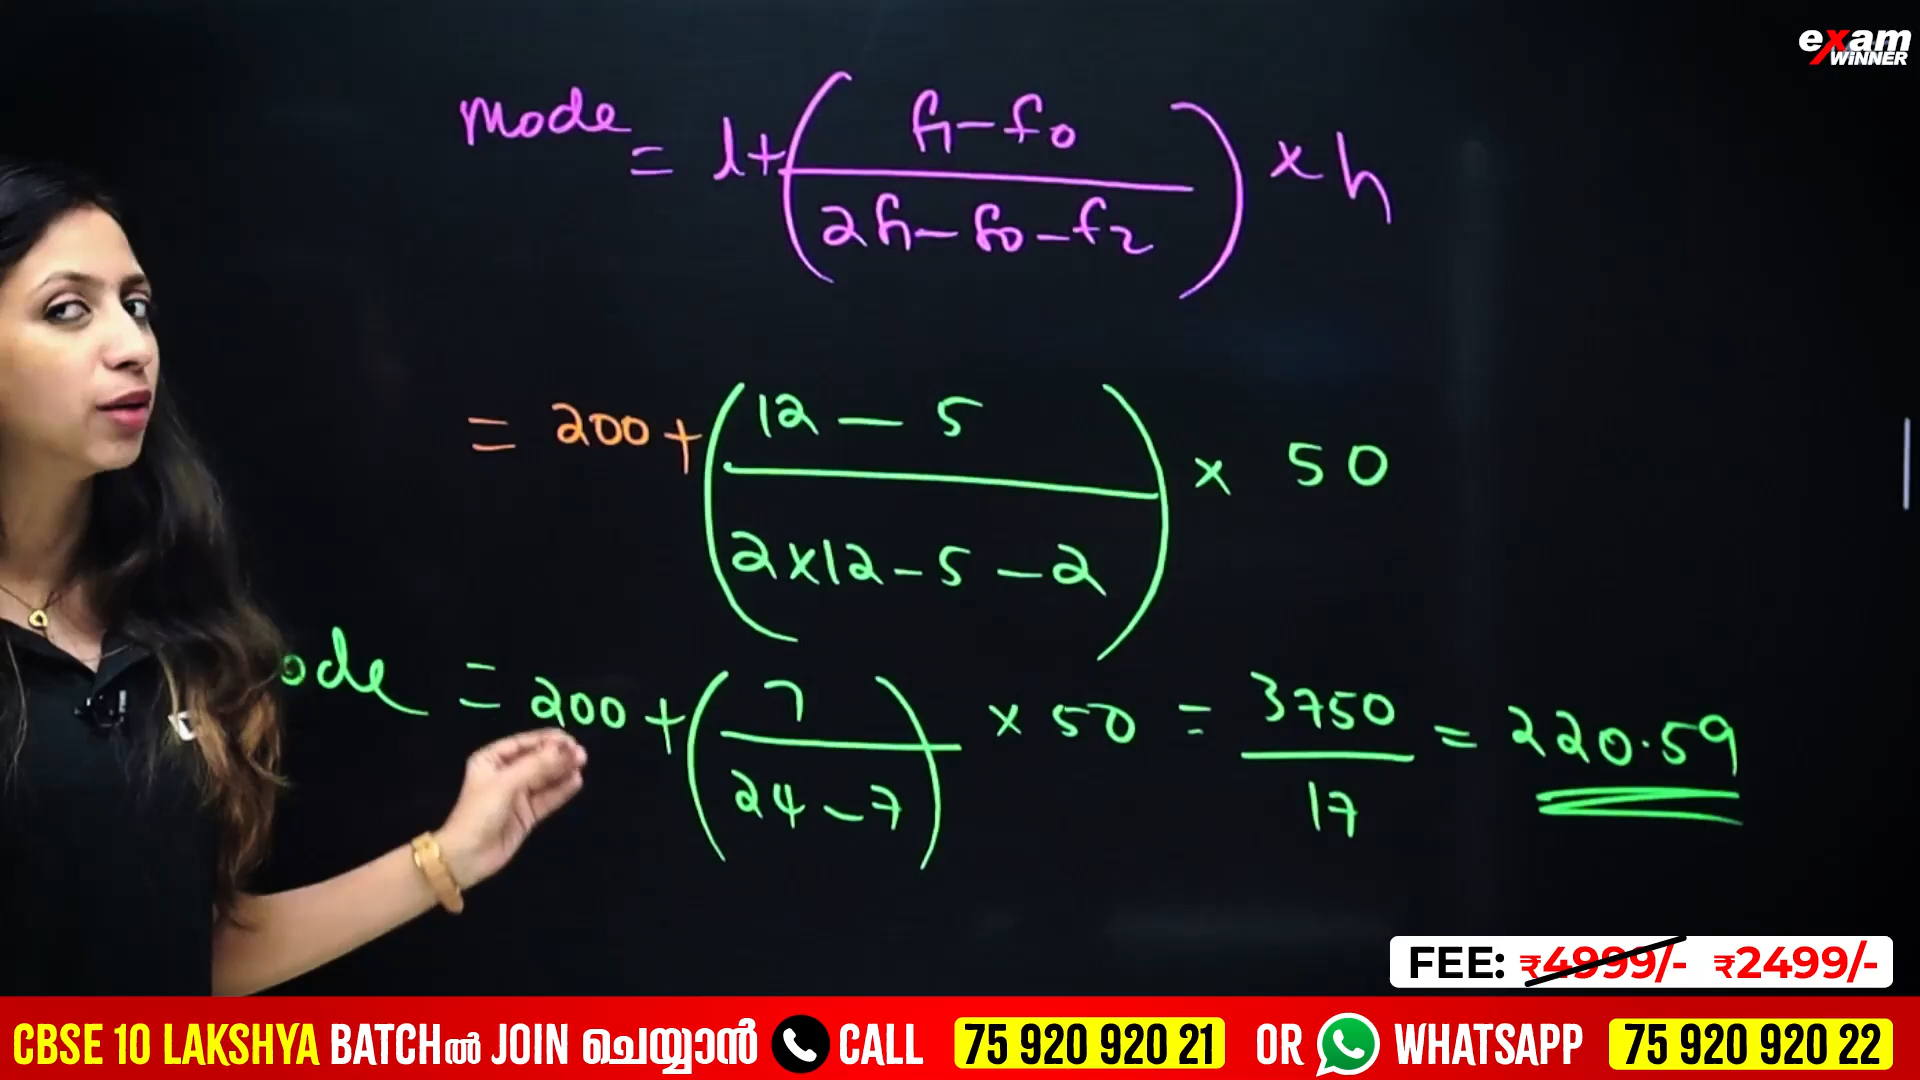 exam
WINNER
mode = l + ( f1 - f0 / 2f1 - f0 - f2 ) × h
= 200 + ( 12 - 5 / 2×12 - 5 - 2 ) × 50
ode = 200 + ( 7 / 24 - 7 ) × 50 = 3750 / 17 = 220.59
FEE: ₹4999/- ₹2499/-
CBSE 10 LAKSHYA BATCHൽ JOIN ചെയ്യാൻ CALL 75 920 920 21 OR WHATSAPP 75 920 920 22